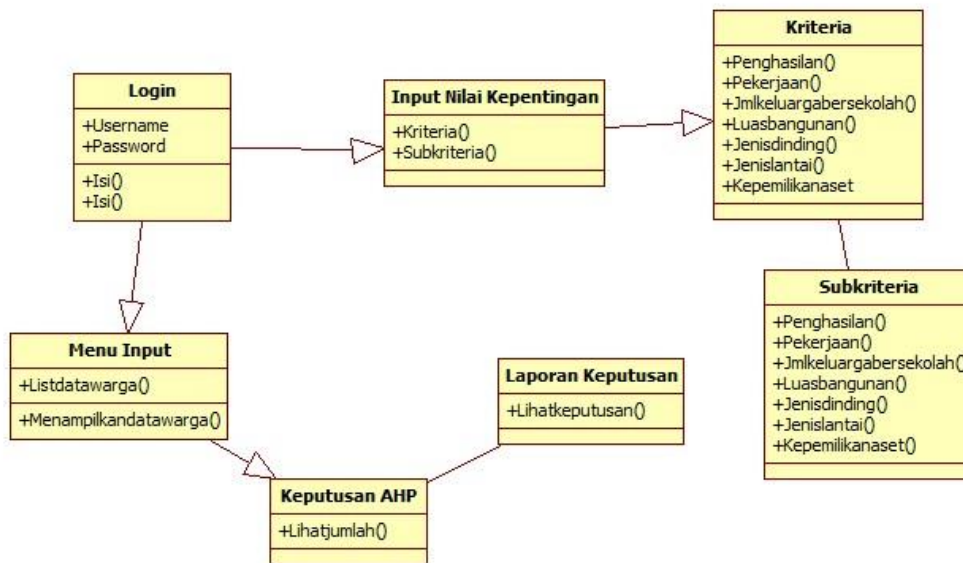 Login
+Username
+Password
+Isi()
+Isi()
Input Nilai Kepentingan
+Kriteria()
+Subkriteria()
Kriteria
+Penghasilan()
+Pekerjaan()
+Jmlkeluargabersekolah()
+Luasbangunan()
+Jenisdinding()
+Jenislantai()
+Kepemilikanaset
Subkriteria
+Penghasilan()
+Pekerjaan()
+Jmlkeluargabersekolah()
+Luasbangunan()
+Jenisdinding()
+Jenislantai()
+Kepemilikanaset()
Menu Input
+Listdatawarga()
+Menampilkandatawarga()
Laporan Keputusan
+Lihatkeputusan()
Keputusan AHP
+Lihatjumlah()